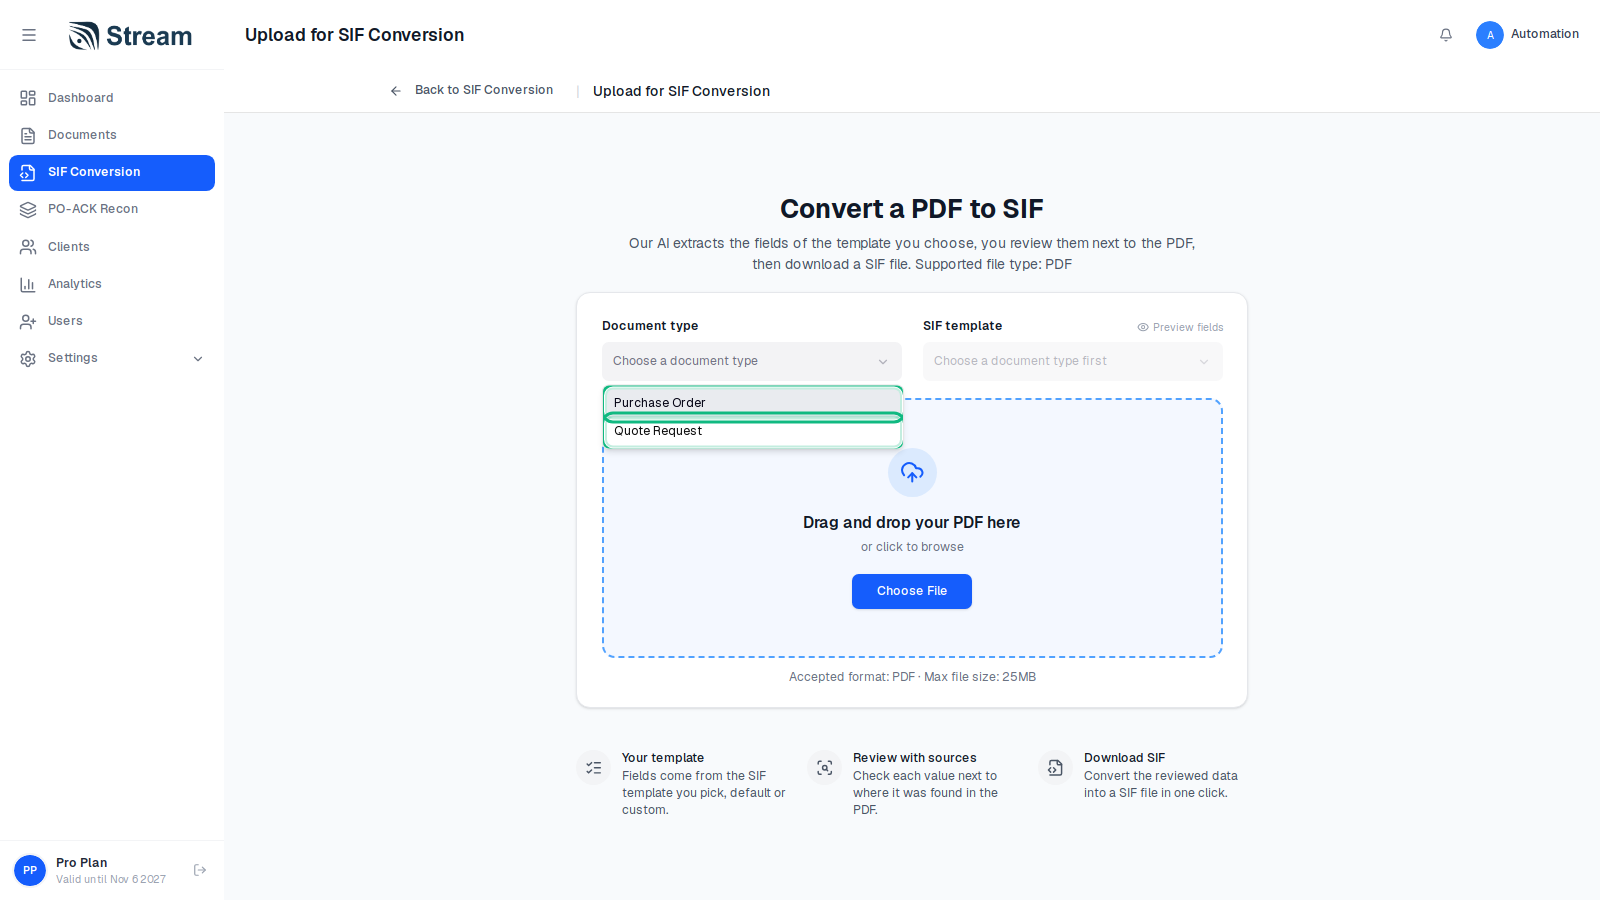 Stream
Upload for SIF Conversion
A
Automation
Back to SIF Conversion
Upload for SIF Conversion
Dashboard
Documents
SIF Conversion
PO-ACK Recon
Clients
Analytics
Users
Settings
Convert a PDF to SIF
Our AI extracts the fields of the template you choose, you review them next to the PDF,
then download a SIF file. Supported file type: PDF
Document type
SIF template
Preview fields
Choose a document type
Choose a document type first
Purchase Order
Quote Request
Drag and drop your PDF here
or click to browse
Choose File
Accepted format: PDF · Max file size: 25MB
Your template
Fields come from the SIF
template you pick, default or
custom.
Review with sources
Check each value next to
where it was found in the
PDF.
Download SIF
Convert the reviewed data
into a SIF file in one click.
PP
Pro Plan
Valid until Nov 6 2027